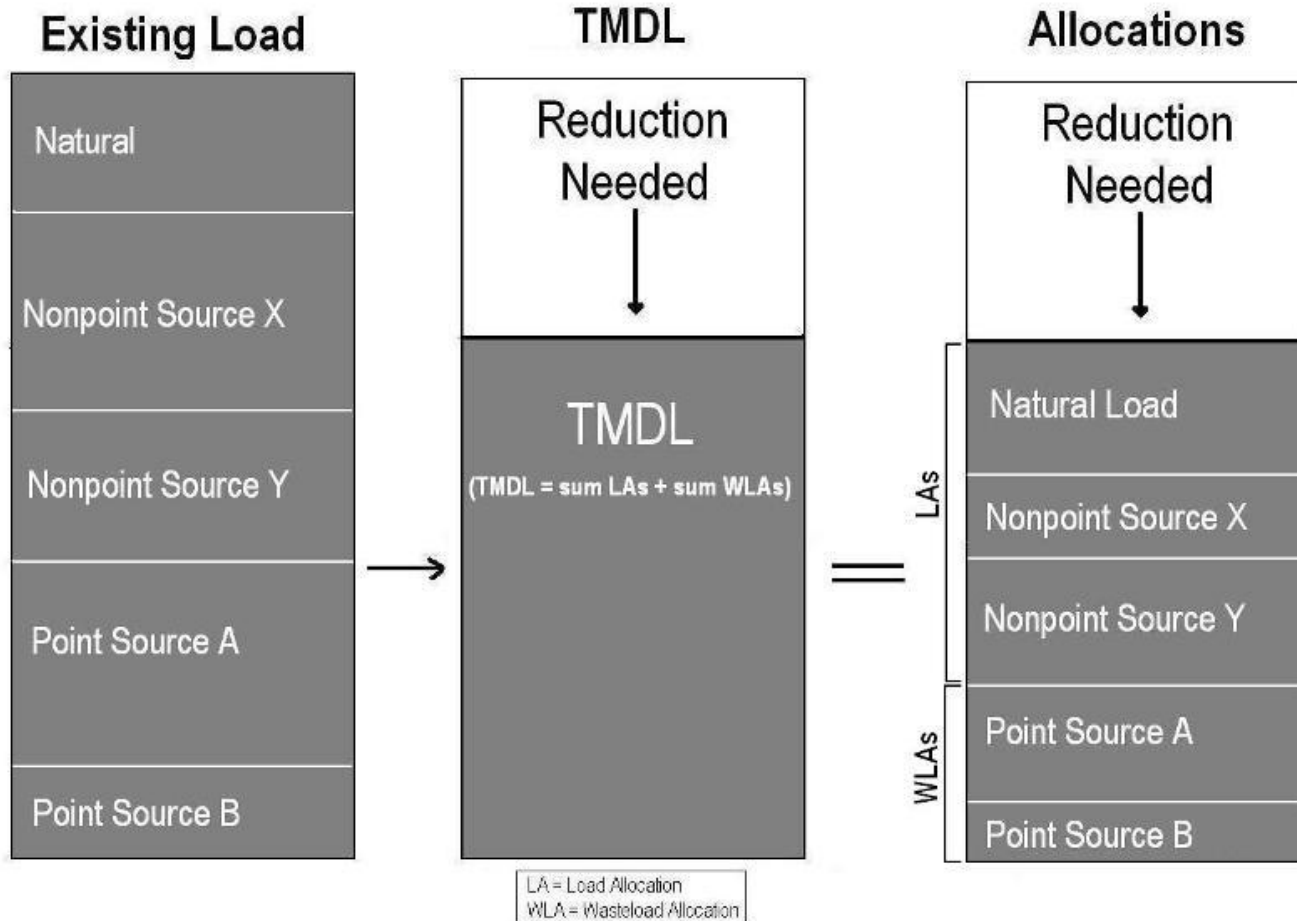 Existing Load
Natural
Nonpoint Source X
Nonpoint Source Y
Point Source A
Point Source B
TMDL
Reduction
Needed
TMDL
(TMDL = sum LAs + sum WLAs)
Allocations
Reduction
Needed
LAs
Natural Load
Nonpoint Source X
Nonpoint Source Y
WLAs
Point Source A
Point Source B
LA = Load Allocation
WLA = Wasteload Allocation